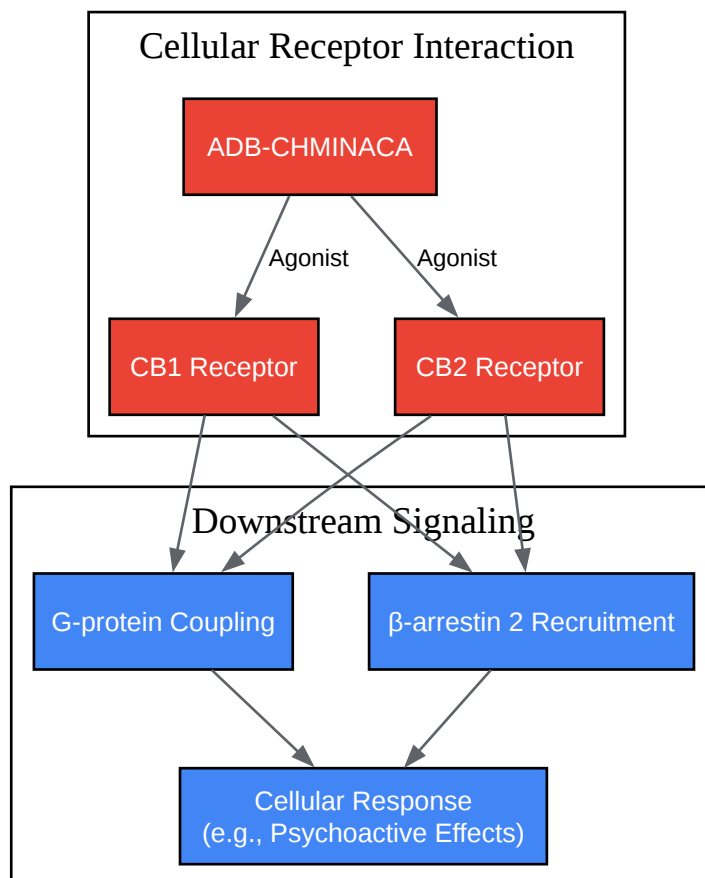 Cellular Receptor Interaction
ADB-CHMINACA
Agonist
Agonist
CB1 Receptor
CB2 Receptor
Downstream Signaling
G-protein Coupling
β-arrestin 2 Recruitment
Cellular Response
(e.g., Psychoactive Effects)